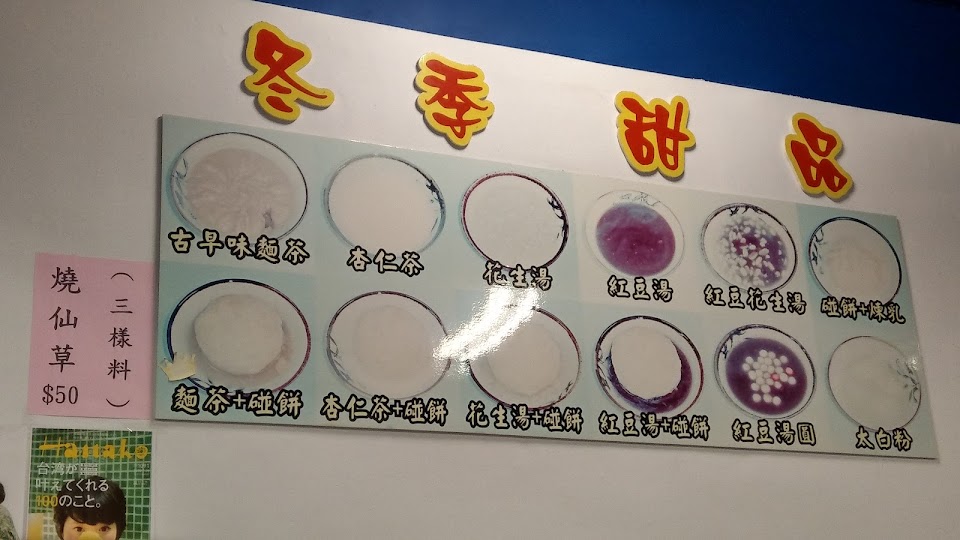 冬季甜品
古早味麵茶
杏仁茶
花生湯
紅豆湯
紅豆花生湯
碰餅+煉乳
麵茶+碰餅
杏仁茶+碰餅
花生湯+碰餅
紅豆湯+碰餅
紅豆湯圓
太白粉
燒仙草
(三樣料)
$50
Hanako
台湾が
叶えてくれる
100のこと。